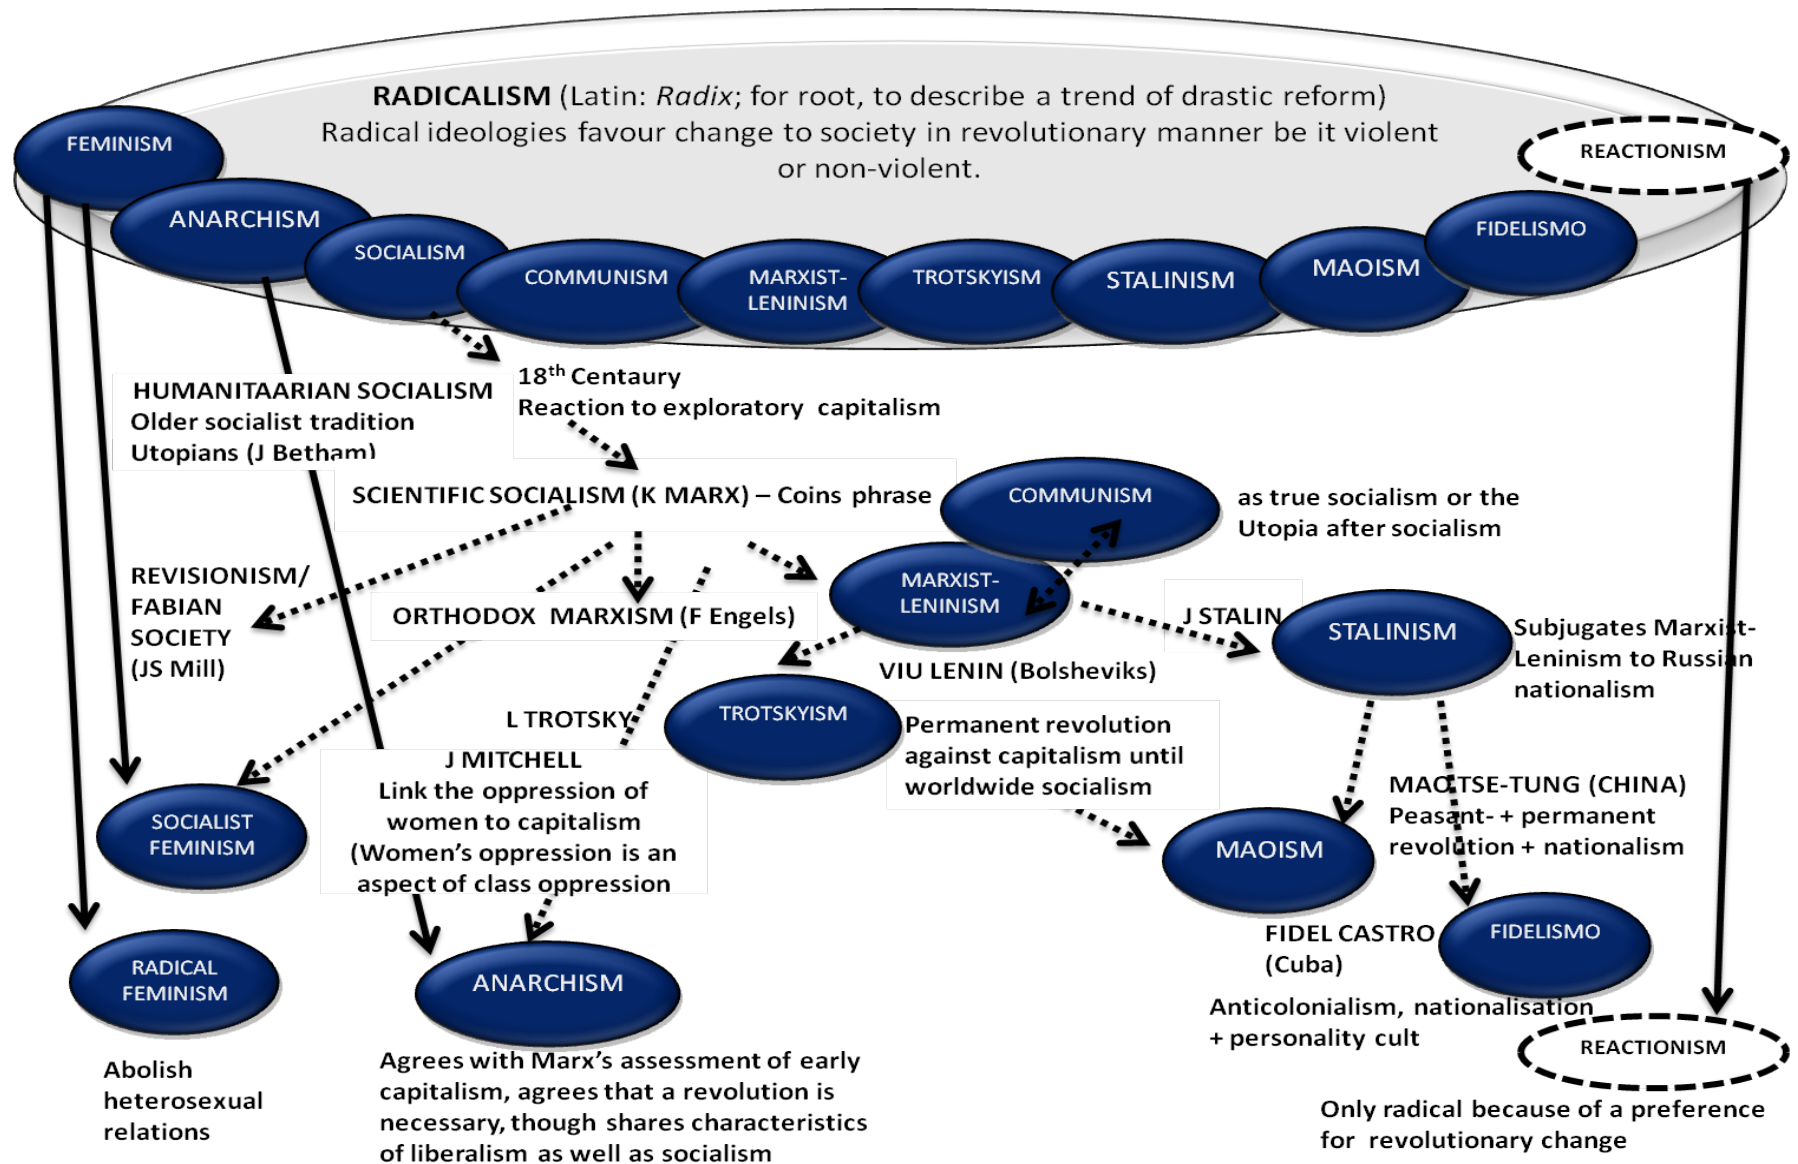 RADICALISM (Latin: Radix; for root, to describe a trend of drastic reform)
Radical ideologies favour change to society in revolutionary manner be it violent
or non-violent.
FEMINISM
ANARCHISM
SOCIALISM
COMMUNISM
MARXIST-
LENINISM
TROTSKYISM
STALINISM
MAOISM
FIDELISMO
REACTIONISM
HUMANITAARIAN SOCIALISM
Older socialist tradition
Utopians (J Betham)
18th Centaury
Reaction to exploratory capitalism
SCIENTIFIC SOCIALISM (K MARX) – Coins phrase
COMMUNISM
as true socialism or the
Utopia after socialism
REVISIONISM/
FABIAN
SOCIETY
(JS Mill)
ORTHODOX MARXISM (F Engels)
MARXIST-
LENINISM
VIU LENIN (Bolsheviks)
J STALIN
STALINISM
Subjugates Marxist-
Leninism to Russian
nationalism
L TROTSKY
TROTSKYISM
Permanent revolution
against capitalism until
worldwide socialism
J MITCHELL
Link the oppression of
women to capitalism
(Women's oppression is an
aspect of class oppression
SOCIALIST
FEMINISM
MAOISM
MAO TSE-TUNG (CHINA)
Peasant- + permanent
revolution + nationalism
RADICAL
FEMINISM
Abolish
heterosexual
relations
ANARCHISM
Agrees with Marx's assessment of early
capitalism, agrees that a revolution is
necessary, though shares characteristics
of liberalism as well as socialism
FIDEL CASTRO
(Cuba)
FIDELISMO
Anticolonialism, nationalisation
+ personality cult
REACTIONISM
Only radical because of a preference
for revolutionary change